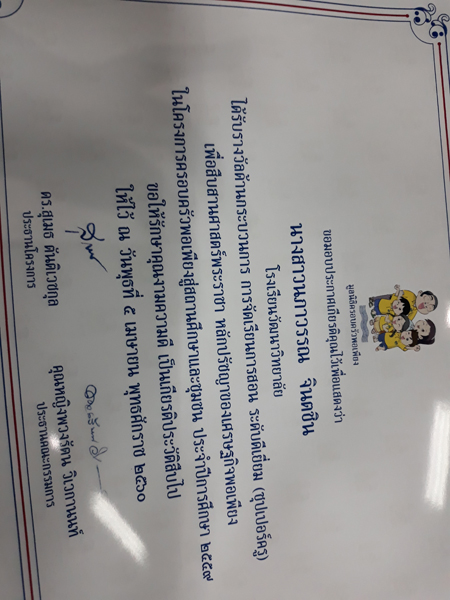 มูลนิธิครอบครัวพอเพียง
ขอมอบประกาศเกียรติคุณไว้เพื่อแสดงว่า
นางสาวนภาวรรณ จินตชิน
โรงเรียนวัฒนาวิทยาลัย
ได้รับรางวัลด้านกระบวนการ การจัดเรียนการสอน ระดับดีเยี่ยม (ซุปเปอร์ครู)
เพื่อสืบสานศาสตร์พระราชา หลักปรัชญาของเศรษฐกิจพอเพียง
ในโครงการครอบครัวพอเพียงสู่สถานศึกษาและชุมชน ประจำปีการศึกษา ๒๕๕๙
ขอให้รักษาคุณงามความดี เป็นเกียรติประวัติสืบไป
ให้ไว้ ณ วันพุธที่ ๕ เมษายน พุทธศักราช ๒๕๖๐
ดร.สุเมธ ตันติเวชกุล
ประธานโครงการ
คุณหญิงพวงรัตน วิเวกานนท์
ประธานคณะกรรมการ